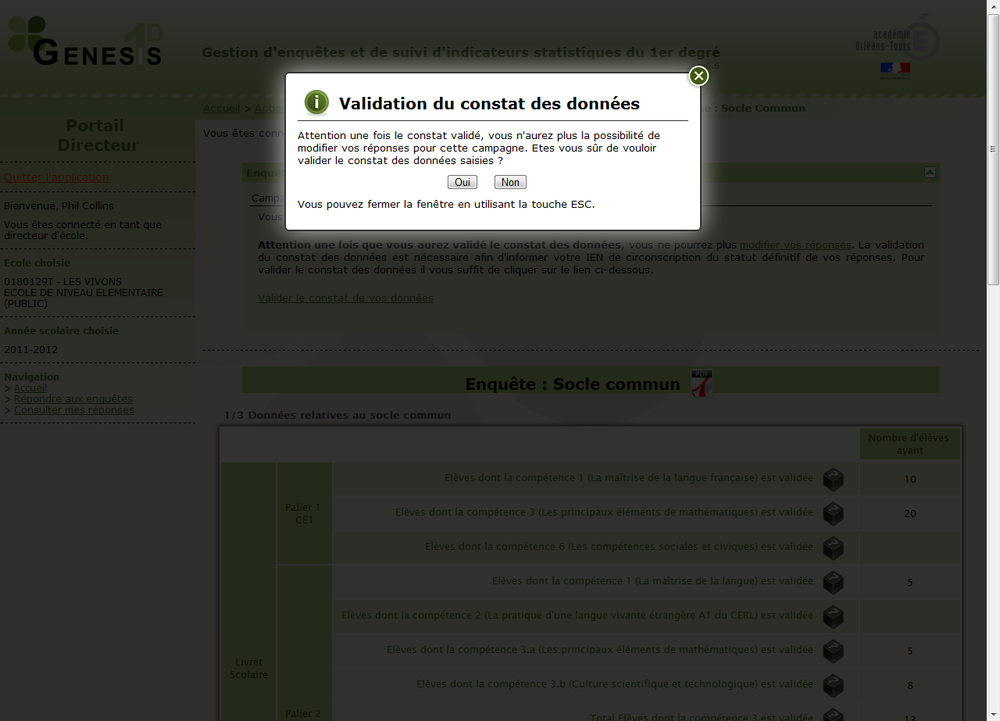 GENESIS 1D
Gestion d'enquêtes et de suivi d'indicateurs statistiques du 1er degré
académie
Orléans-Tours
É
Accueil >
: Socle Commun
Portail
Directeur
Vous êtes
Validation du constat des données
Attention une fois le constat validé, vous n'aurez plus la possibilité de
modifier vos réponses pour cette campagne. Etes vous sûr de vouloir
valider le constat des données saisies ?
Oui Non
Vous pouvez fermer la fenêtre en utilisant la touche ESC.
Quitter l'application
Bienvenue, Phil Collins
Vous êtes connecté en tant que
directeur d'école.
Ecole choisie
0180129T - LES VIVONS
ECOLE DE NIVEAU ELEMENTAIRE
(PUBLIC)
Année scolaire choisie
2011-2012
Navigation
> Accueil
> Répondre aux enquêtes
> Consulter mes réponses
Vous
Attention une fois que vous aurez validé le constat des données, vous ne pourrez plus modifier vos réponses. La validation
du constat des données est nécessaire afin d'informer votre IEN de circonscription du statut définitif de vos réponses. Pour
valider le constat des données il vous suffit de cliquer sur le lien ci-dessous.
Valider le constat de vos données
Enquête : Socle commun PDF
1/3 Données relatives au socle commun
Nombre d'élèves
ayant
Livret
Scolaire
Palier 1
CE1
Elèves dont la compétence 1 (La maîtrise de la langue française) est validée ? 10
Elèves dont la compétence 3 (Les principaux éléments de mathématiques) est validée ? 20
Elèves dont la compétence 6 (Les compétences sociales et civiques) est validée ?
Palier 2
Elèves dont la compétence 1 (La maîtrise de la langue) est validée ? 5
Elèves dont la compétence 2 (La pratique d'une langue vivante étrangère A1 du CERL) est validée ?
Elèves dont la compétence 3.a (Les principaux éléments de mathématiques) est validée ? 5
Elèves dont la compétence 3.b (Culture scientifique et technologique) est validée ? 8
Total Elèves dont la compétence 3 est validée ? 13